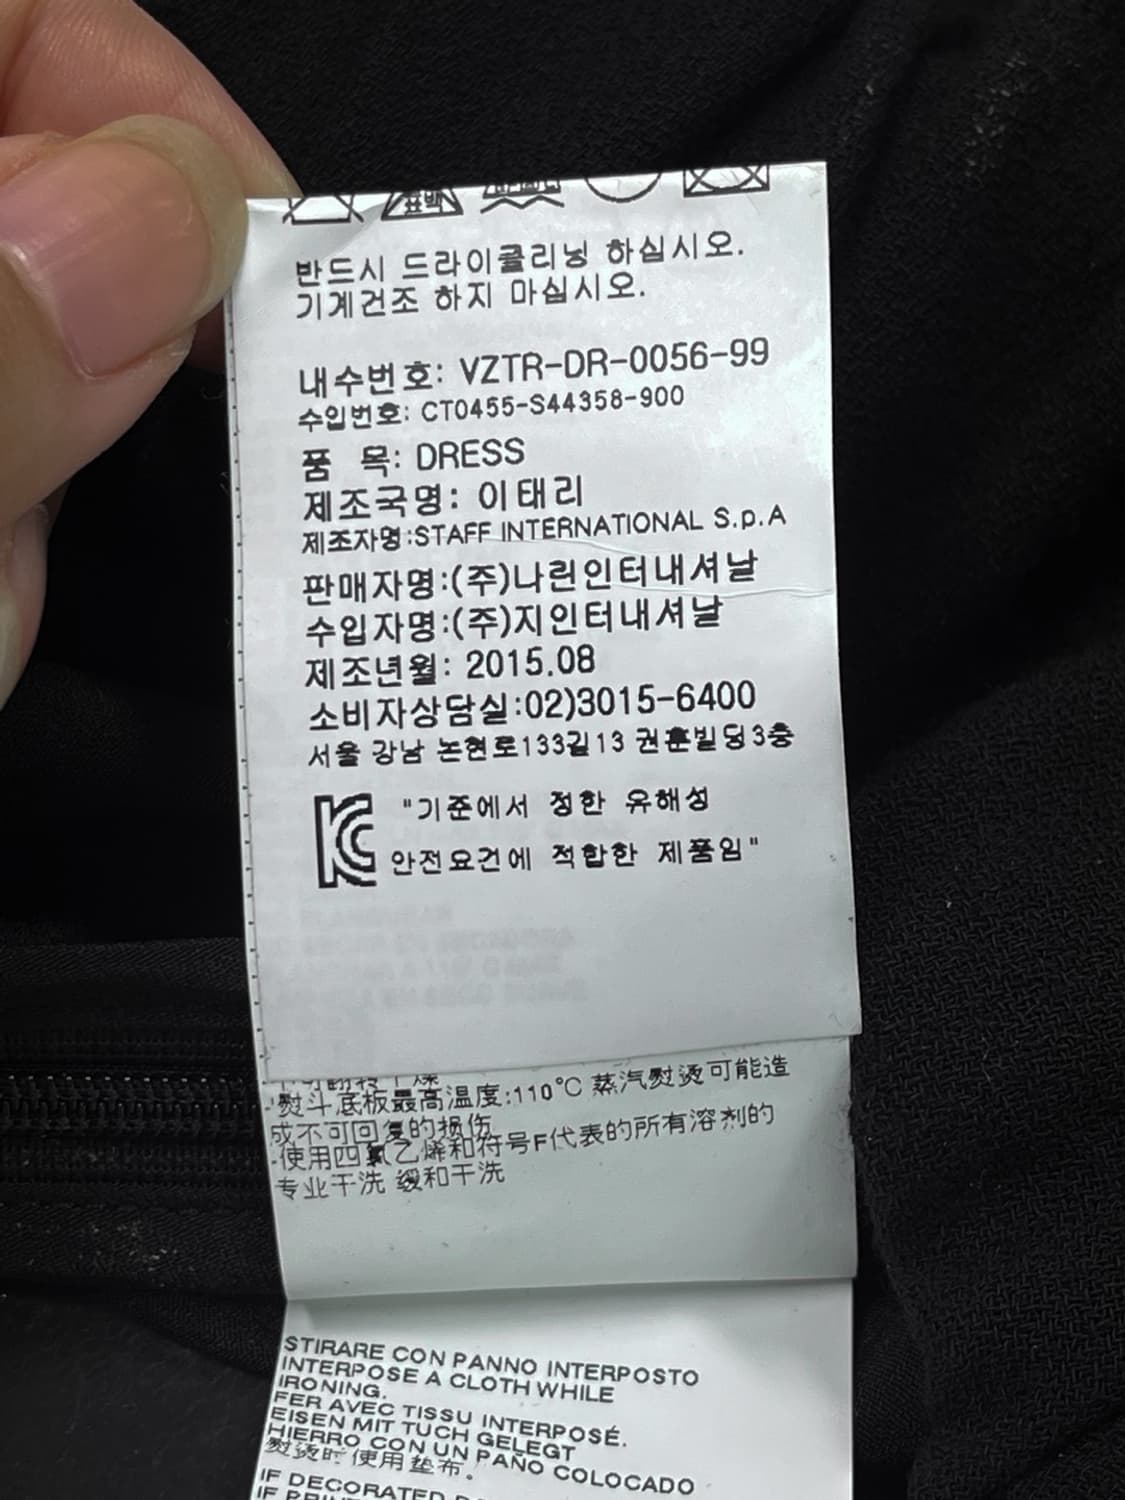 표백
반드시 드라이클리닝 하십시오.
기계건조 하지 마십시오.
내수번호: VZTR-DR-0056-99
수입번호: CT0455-S44358-900
품 목: DRESS
제조국명: 이태리
제조자명:STAFF INTERNATIONAL S.p.A
판매자명:(주)나린인터내셔날
수입자명:(주)지인터내셔날
제조년월: 2015.08
소비자상담실:02)3015-6400
서울 강남 논현로133길13 권훈빌딩3층
"기준에서 정한 유해성
안전요건에 적합한 제품임"
·熨斗底板最高温度:110°C 蒸汽熨烫可能造
成不可回复的损伤
·使用四氯乙烯和符号F代表的所有溶剂的
专业干洗 缓和干洗
STIRARE CON PANNO INTERPOSTO
INTERPOSE A CLOTH WHILE
IRONING.
FER AVEC TISSU INTERPOSÉ.
EISEN MIT TUCH GELEGT
HIERRO CON UN PAÑO COLOCADO
熨烫时使用垫布。
IF DECORATED
IF